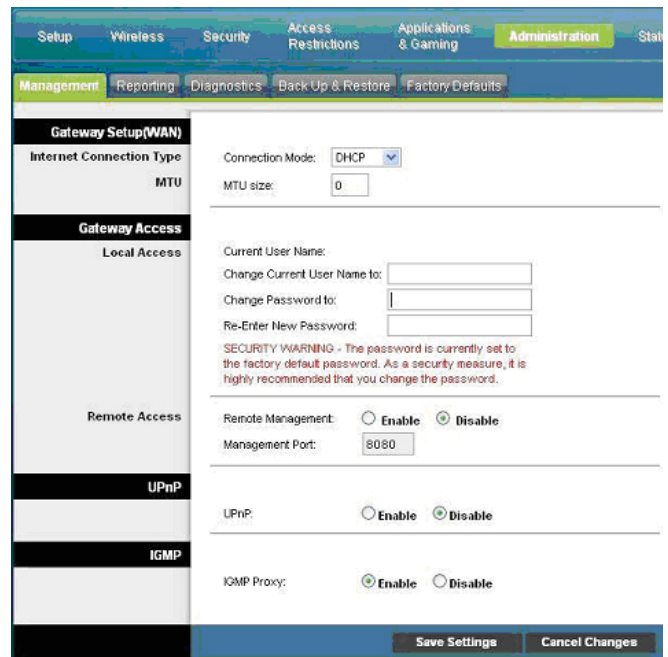 Setup Wireless Security Access Restrictions Applications & Gaming Administration
Management Reporting Diagnostics Back Up & Restore Factory Defaults
Gateway Setup(WAN)
Internet Connection Type Connection Mode: DHCP
MTU MTU size: 0
Gateway Access
Local Access Current User Name:
Change Current User Name to:
Change Password to:
Re-Enter New Password:
SECURITY WARNING - The password is currently set to
the factory default password. As a security measure, it is
highly recommended that you change the password.
Remote Access Remote Management: Enable Disable
Management Port: 8080
UPnP
UPnP: Enable Disable
IGMP
IGMP Proxy: Enable Disable
Save Settings Cancel Changes